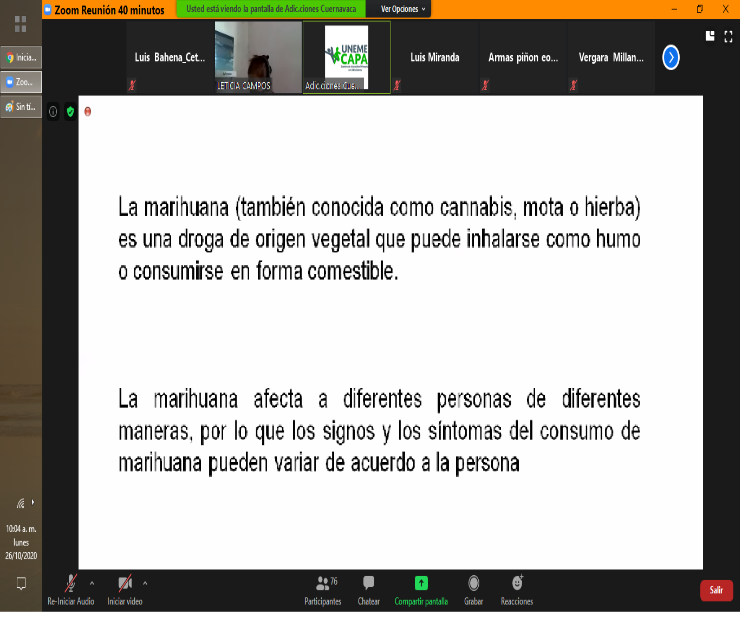 Zoom Reunión 40 minutos
Usted está viendo la pantalla de Adicciones Cuernavaca
Ver Opciones
Inicia...
Zoo...
Sin tí...
Luis Bahena_Cet...
LETICIA CAMPOS
UNEME
CAPA
Adicciones Cue...
Luis Miranda
Armas piñon eo...
Vergara Millan...
La marihuana (también conocida como cannabis, mota o hierba)
es una droga de origen vegetal que puede inhalarse como humo
o consumirse en forma comestible.
La marihuana afecta a diferentes personas de diferentes
maneras, por lo que los signos y los síntomas del consumo de
marihuana pueden variar de acuerdo a la persona
10:04 a. m.
lunes
26/10/2020
Re-Iniciar Audio
Iniciar video
76
Participantes
Chatear
Compartir pantalla
Grabar
Reacciones
Salir